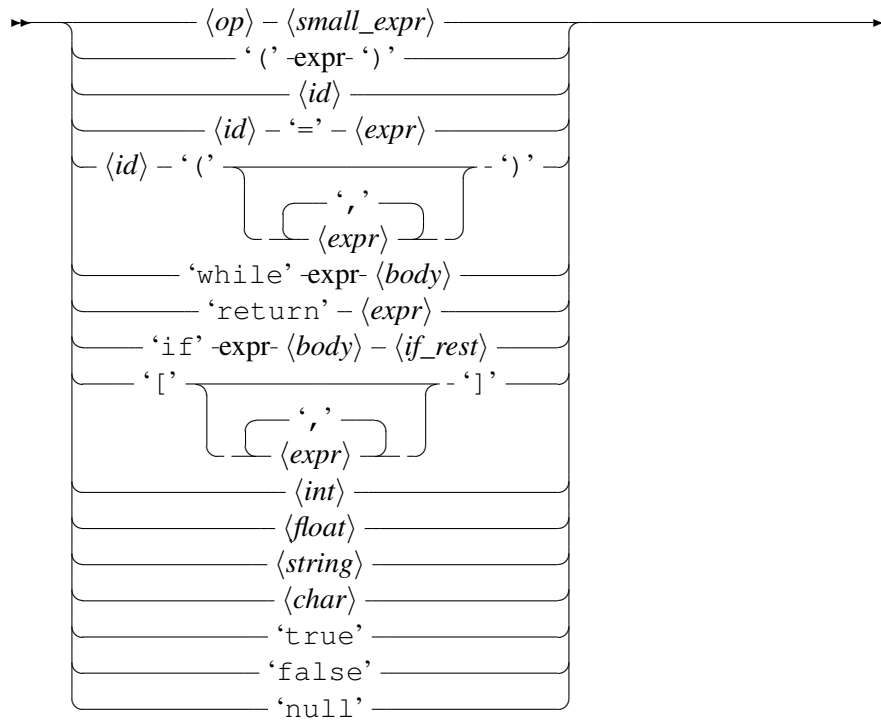 ⟨op⟩ ⟨small_expr⟩
‘(’ expr ‘)’
⟨id⟩
⟨id⟩ ‘=’ ⟨expr⟩
⟨id⟩ ‘(’ ‘)’
‘,’
⟨expr⟩
‘while’ expr ⟨body⟩
‘return’ ⟨expr⟩
‘if’ expr ⟨body⟩ ⟨if_rest⟩
‘[’ ‘]’
‘,’
⟨expr⟩
⟨int⟩
⟨float⟩
⟨string⟩
⟨char⟩
‘true’
‘false’
‘null’